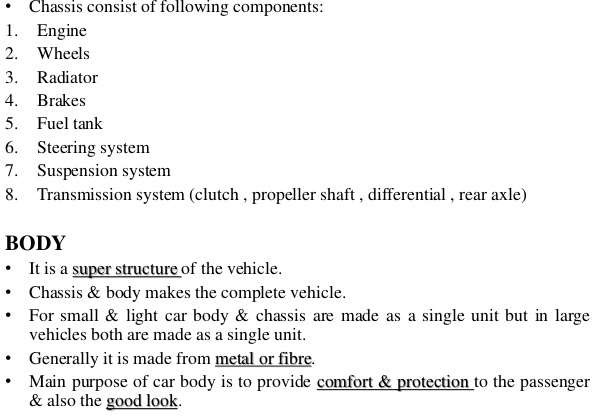 • Chassis consist of following components:
1. Engine
2. Wheels
3. Radiator
4. Brakes
5. Fuel tank
6. Steering system
7. Suspension system
8. Transmission system (clutch , propeller shaft , differential , rear axle)
BODY
• It is a super structure of the vehicle.
• Chassis & body makes the complete vehicle.
• For small & light car body & chassis are made as a single unit but in large
vehicles both are made as a single unit.
• Generally it is made from metal or fibre.
• Main purpose of car body is to provide comfort & protection to the passenger
& also the good look.